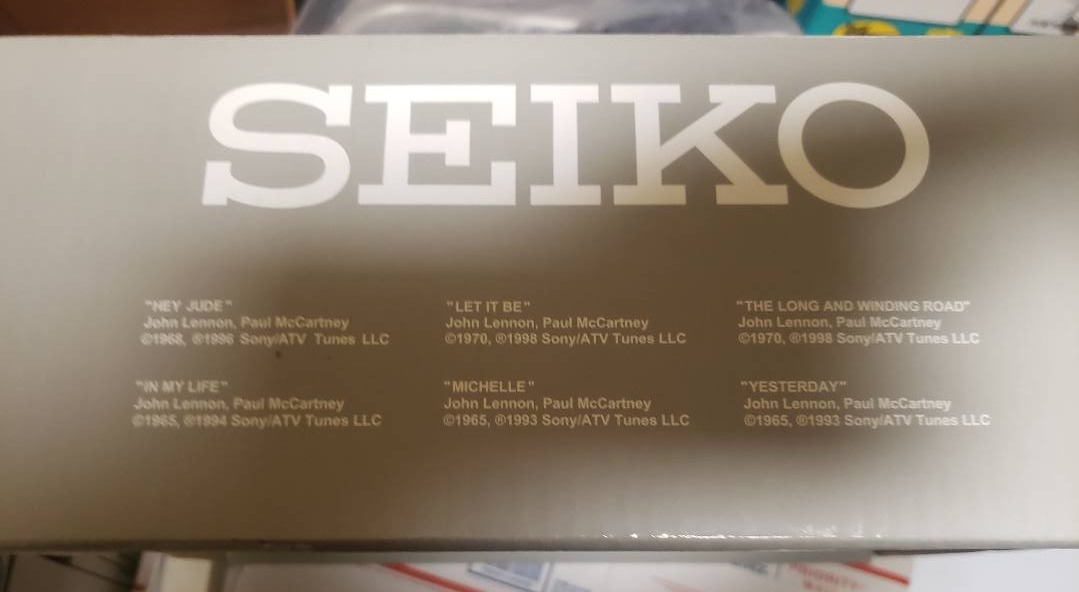 SEIKO
"HEY JUDE"
John Lennon, Paul McCartney
©1968, ®1996 Sony/ATV Tunes LLC
"LET IT BE"
John Lennon, Paul McCartney
©1970, ®1998 Sony/ATV Tunes LLC
"THE LONG AND WINDING ROAD"
John Lennon, Paul McCartney
©1970, ®1998 Sony/ATV Tunes LLC
"IN MY LIFE"
John Lennon, Paul McCartney
©1965, ®1994 Sony/ATV Tunes LLC
"MICHELLE"
John Lennon, Paul McCartney
©1965, ®1993 Sony/ATV Tunes LLC
"YESTERDAY"
John Lennon, Paul McCartney
©1965, ®1993 Sony/ATV Tunes LLC
PRIORITY